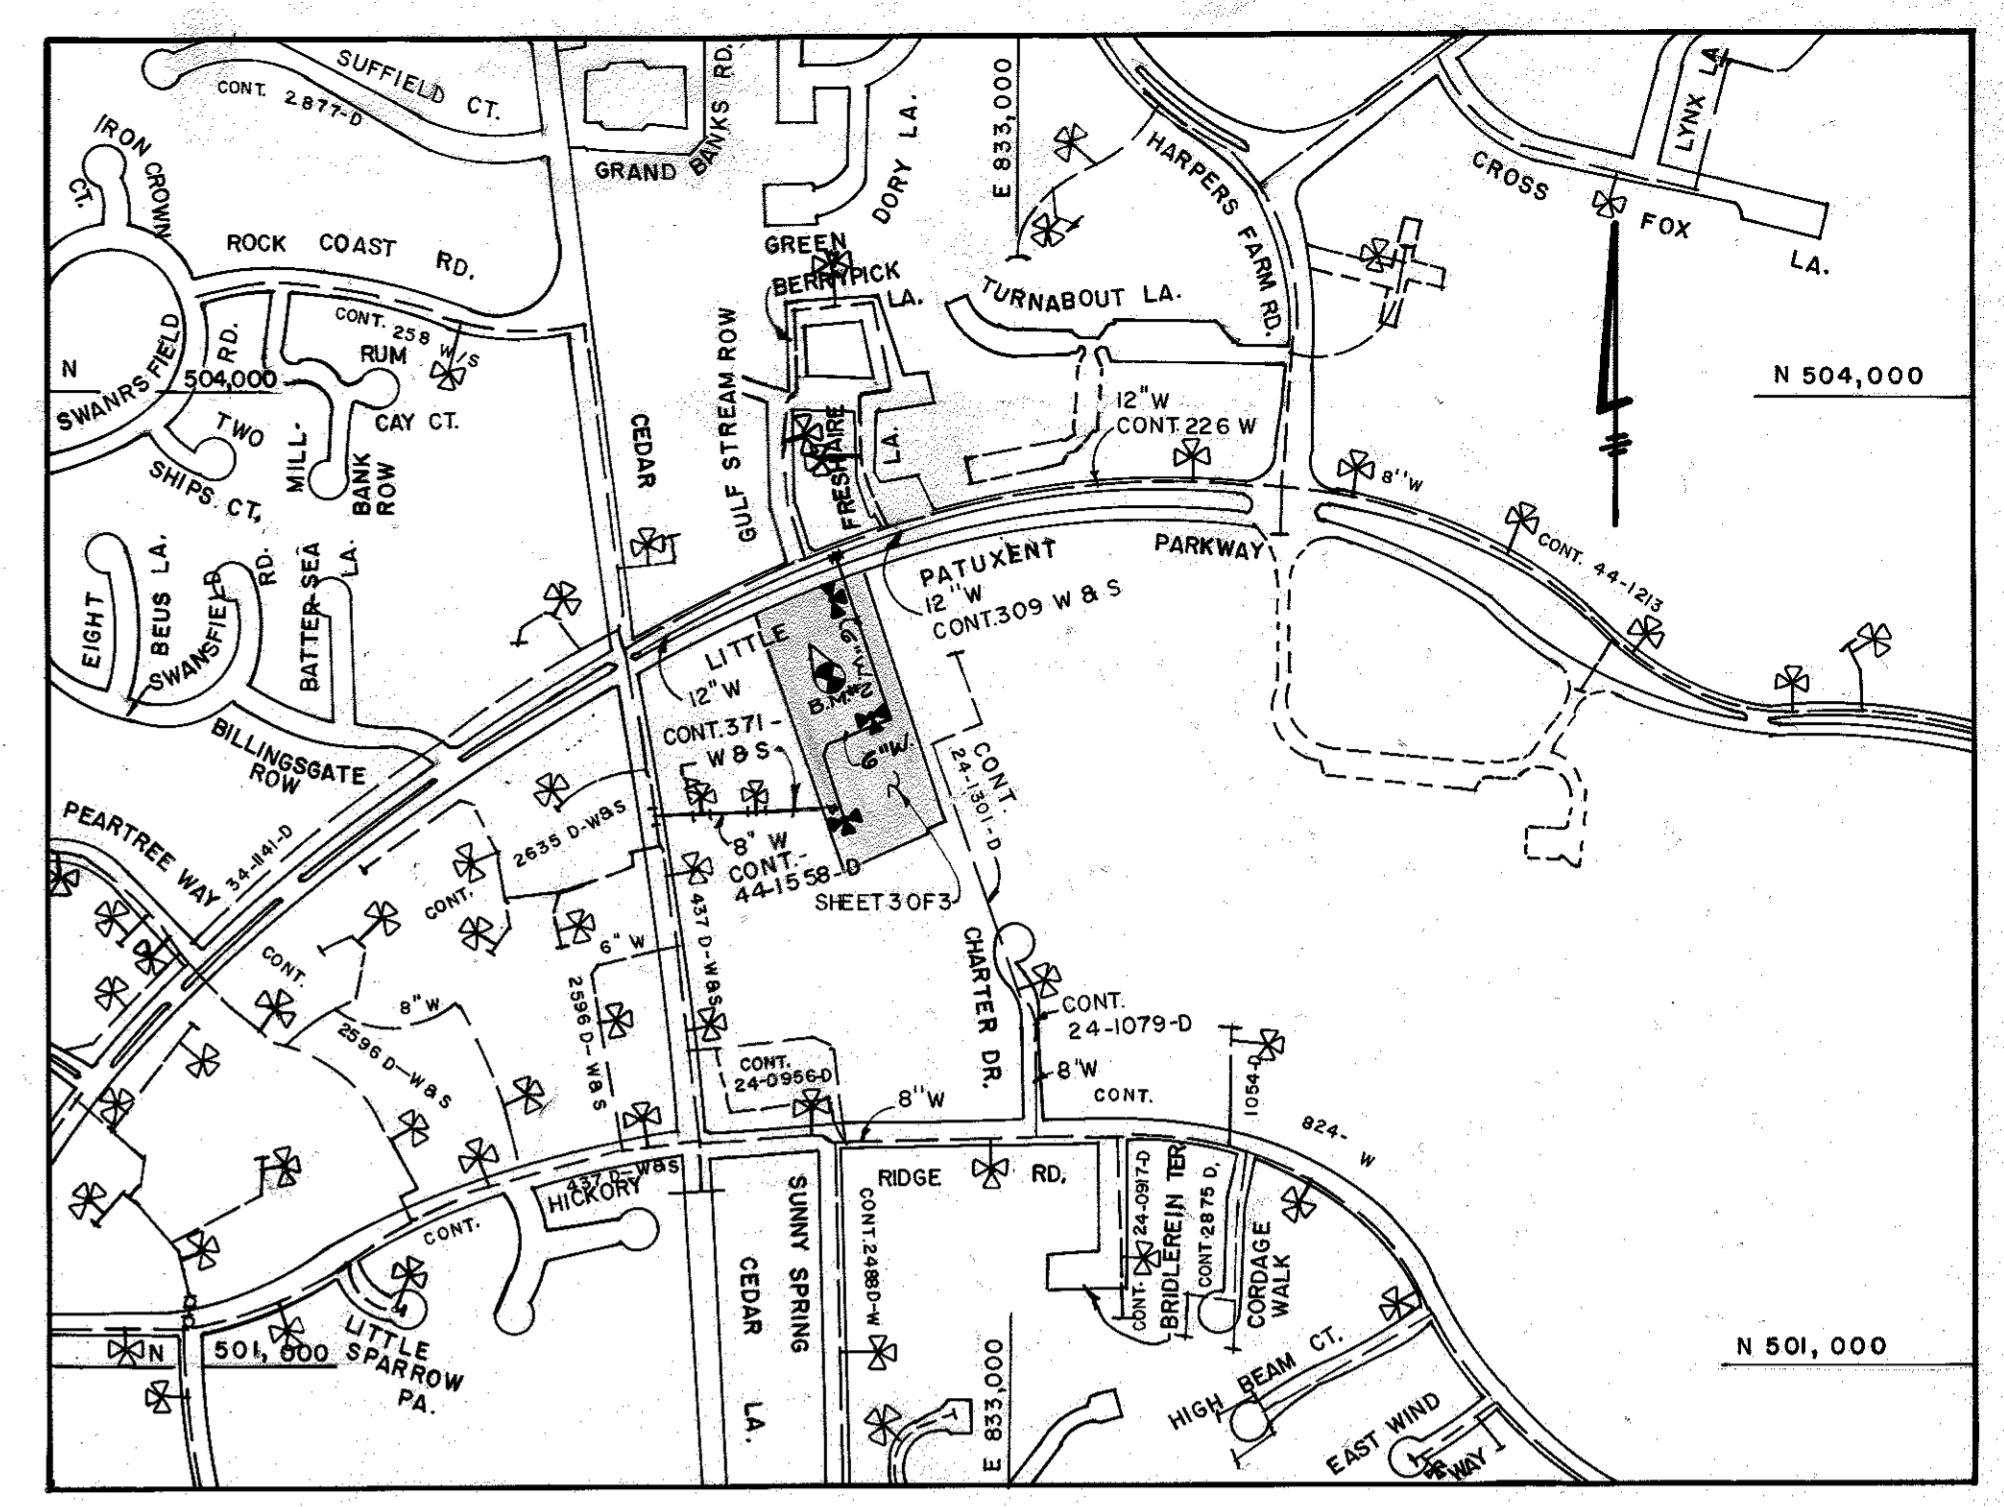 SUFFIELD CT.
CONT. 2877-D
GRAND BANKS RD.
DORY LA.
E 833,000
HARPERS FARM RD.
CROSS FOX LA.
LYNX LA
IRON CROWN CT.
ROCK COAST RD.
CONT. 258 W/S
GREEN
BERRYPICK LA.
TURNABOUT LA.
SWANRSFIELD RD.
N 504,000
RUM CAY CT.
TWO SHIPS CT,
MILL-BANK ROW
CEDAR
GULF STREAM ROW
FRESHAIRE LA.
12"W
CONT. 226 W
N 504,000
8"W
CONT. 44-1213
LITTLE PATUXENT PARKWAY
12"W
CONT. 309 W & S
EIGHT BEUS LA.
SWANSFIELD RD.
BATTER-SEA LA.
BILLINGSGATE ROW
12"W
CONT. 371-
W & S
B.M.#2
6"W
6"W
8" W
CONT.-
44-1558-D
SHEET 3 OF 3
CONT.
24-1301-D
PEARTREE WAY
34-1141-D
CONT.
2635 D-W&S
CONT.
2596 D-W&S
8"W
6" W
2596 D-W&S
437 D-W&S
CHARTER DR.
CONT.
24-1079-D
8"W
CONT.
24-0956-D
8"W
CONT.
824-
W
1054-D
HICKORY RIDGE RD.
437 D-W&S
CONT.
SUNNY SPRING
CONT. 2488D-W
CEDAR LA.
CONT. 24-0917-D
BRIDLEREIN TER.
CONT. 2875 D.
CORDAGE WALK
LITTLE
SPARROW
PA.
N 501,000
E 833,000
HIGH BEAM CT.
EAST WIND WAY
N 501,000